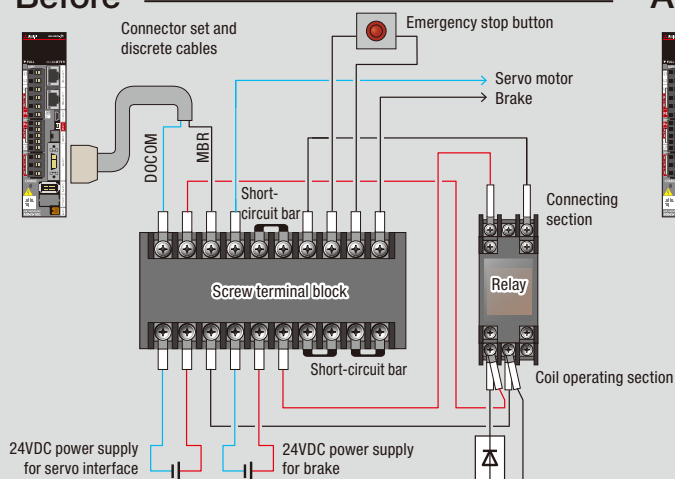 Before
A
Connector set and
discrete cables
Emergency stop button
Servo motor
Brake
DOCOM
MBR
Short-
circuit bar
Connecting
section
Screw terminal block
Relay
Short-circuit bar
Coil operating section
24VDC power supply
for servo interface
24VDC power supply
for brake